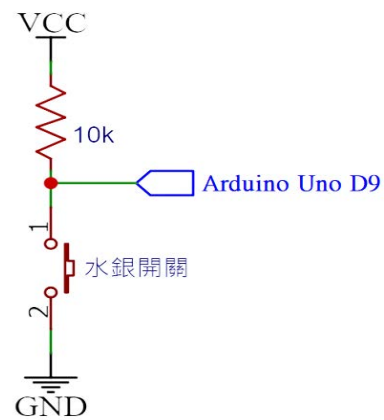 VCC
10k
Arduino Uno D9
1
水銀開關
2
GND